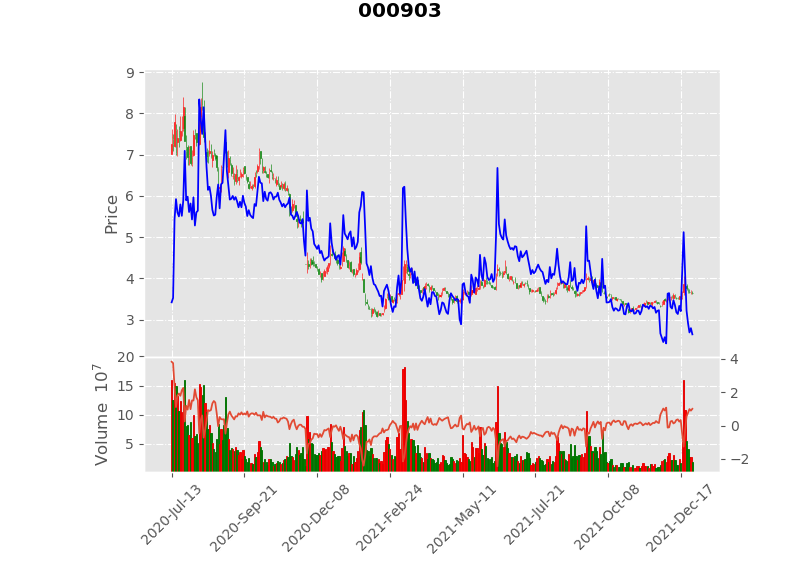 000903
9
8
7
6
5
4
3
Price
20
15
10
5
Volume 10^7
4
2
0
−2
2020-Jul-13
2020-Sep-21
2020-Dec-08
2021-Feb-24
2021-May-11
2021-Jul-21
2021-Oct-08
2021-Dec-17